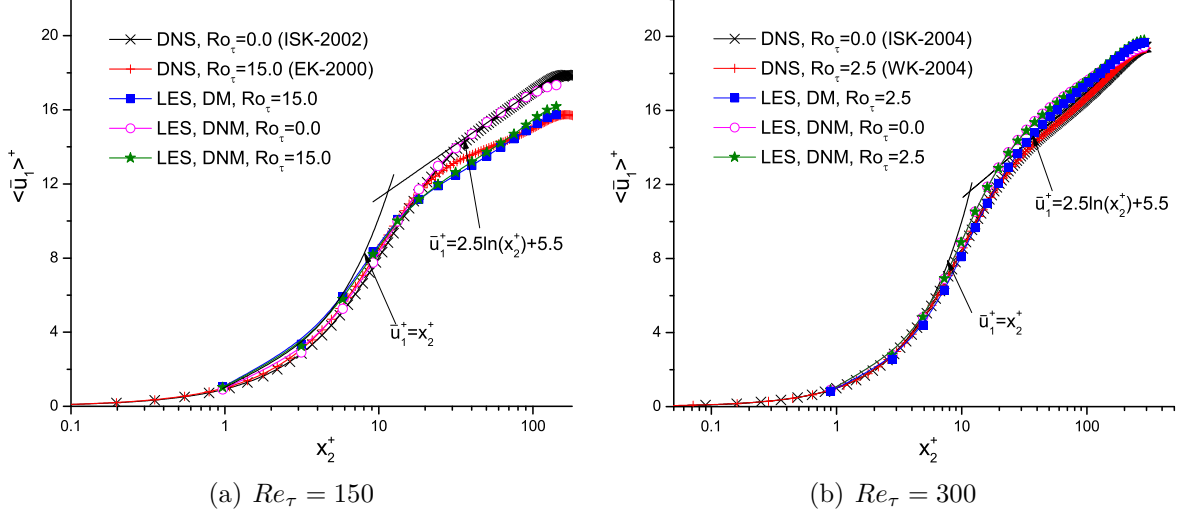 20
16
12
8
4
0
<ū₁>⁺
DNS, Roτ=0.0 (ISK-2002)
DNS, Roτ=15.0 (EK-2000)
LES, DM, Roτ=15.0
LES, DNM, Roτ=0.0
LES, DNM, Roτ=15.0
ū₁⁺=2.5ln(x₂⁺)+5.5
ū₁⁺=x₂⁺
0.1 1 10 100
x₂⁺
(a) Reτ = 150
20
16
12
8
4
0
<ū₁>⁺
DNS, Roτ=0.0 (ISK-2004)
DNS, Roτ=2.5 (WK-2004)
LES, DM, Roτ=2.5
LES, DNM, Roτ=0.0
LES, DNM, Roτ=2.5
ū₁⁺=2.5ln(x₂⁺)+5.5
ū₁⁺=x₂⁺
0.1 1 10 100
x₂⁺
(b) Reτ = 300